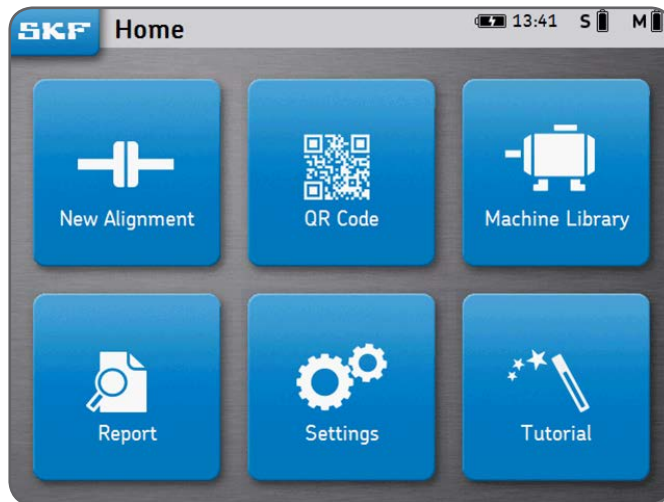 SKF Home 13:41 S M
New Alignment QR Code Machine Library
Report Settings Tutorial